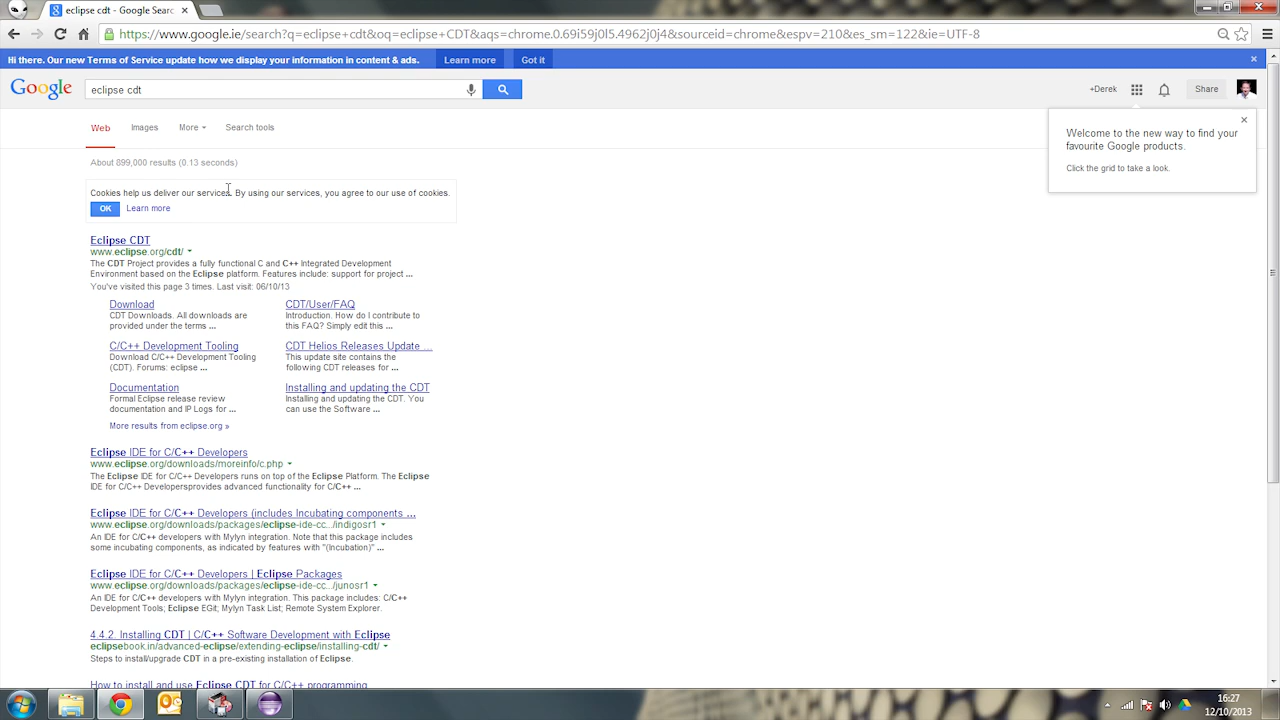 eclipse cdt - Google Searc
https://www.google.ie/search?q=eclipse+cdt&oq=eclipse+CDT&aqs=chrome.0.69i59j0l5.4962j0j4&sourceid=chrome&espv=210&es_sm=122&ie=UTF-8
Hi there. Our new Terms of Service update how we display your information in content & ads. Learn more Got it
Google eclipse cdt +Derek Share
Web Images More Search tools
Welcome to the new way to find your
favourite Google products.
Click the grid to take a look.
About 899,000 results (0.13 seconds)
Cookies help us deliver our services. By using our services, you agree to our use of cookies.
OK Learn more
Eclipse CDT
www.eclipse.org/cdt/
The CDT Project provides a fully functional C and C++ Integrated Development
Environment based on the Eclipse platform. Features include: support for project ...
You've visited this page 3 times. Last visit: 06/10/13
Download
CDT Downloads. All downloads are
provided under the terms ...
CDT/User/FAQ
Introduction. How do I contribute to
this FAQ? Simply edit this ...
C/C++ Development Tooling
Download C/C++ Development Tooling
(CDT). Forums: eclipse ...
CDT Helios Releases Update ...
This update site contains the
following CDT releases for ...
Documentation
Formal Eclipse release review
documentation and IP Logs for ...
Installing and updating the CDT
Installing and updating the CDT. You
can use the Software ...
More results from eclipse.org »
Eclipse IDE for C/C++ Developers
www.eclipse.org/downloads/moreinfo/c.php
The Eclipse IDE for C/C++ Developers runs on top of the Eclipse Platform. The Eclipse
IDE for C/C++ Developersprovides advanced functionality for C/C++ ...
Eclipse IDE for C/C++ Developers (includes Incubating components ...
www.eclipse.org/downloads/packages/eclipse-ide-cc.../indigosr1
An IDE for C/C++ developers with Mylyn integration. Note that this package includes
some incubating components, as indicated by features with "(Incubation)" ...
Eclipse IDE for C/C++ Developers | Eclipse Packages
www.eclipse.org/downloads/packages/eclipse-ide-cc.../junosr1
An IDE for C/C++ developers with Mylyn integration. This package includes: C/C++
Development Tools; Eclipse EGit; Mylyn Task List; Remote System Explorer.
4.4.2. Installing CDT | C/C++ Software Development with Eclipse
eclipsebook.in/advanced-eclipse/extending-eclipse/installing-cdt/
Steps to install/upgrade CDT in a pre-existing installation of Eclipse.
How to install and use Eclipse CDT for C/C++ programming
16:27
12/10/2013